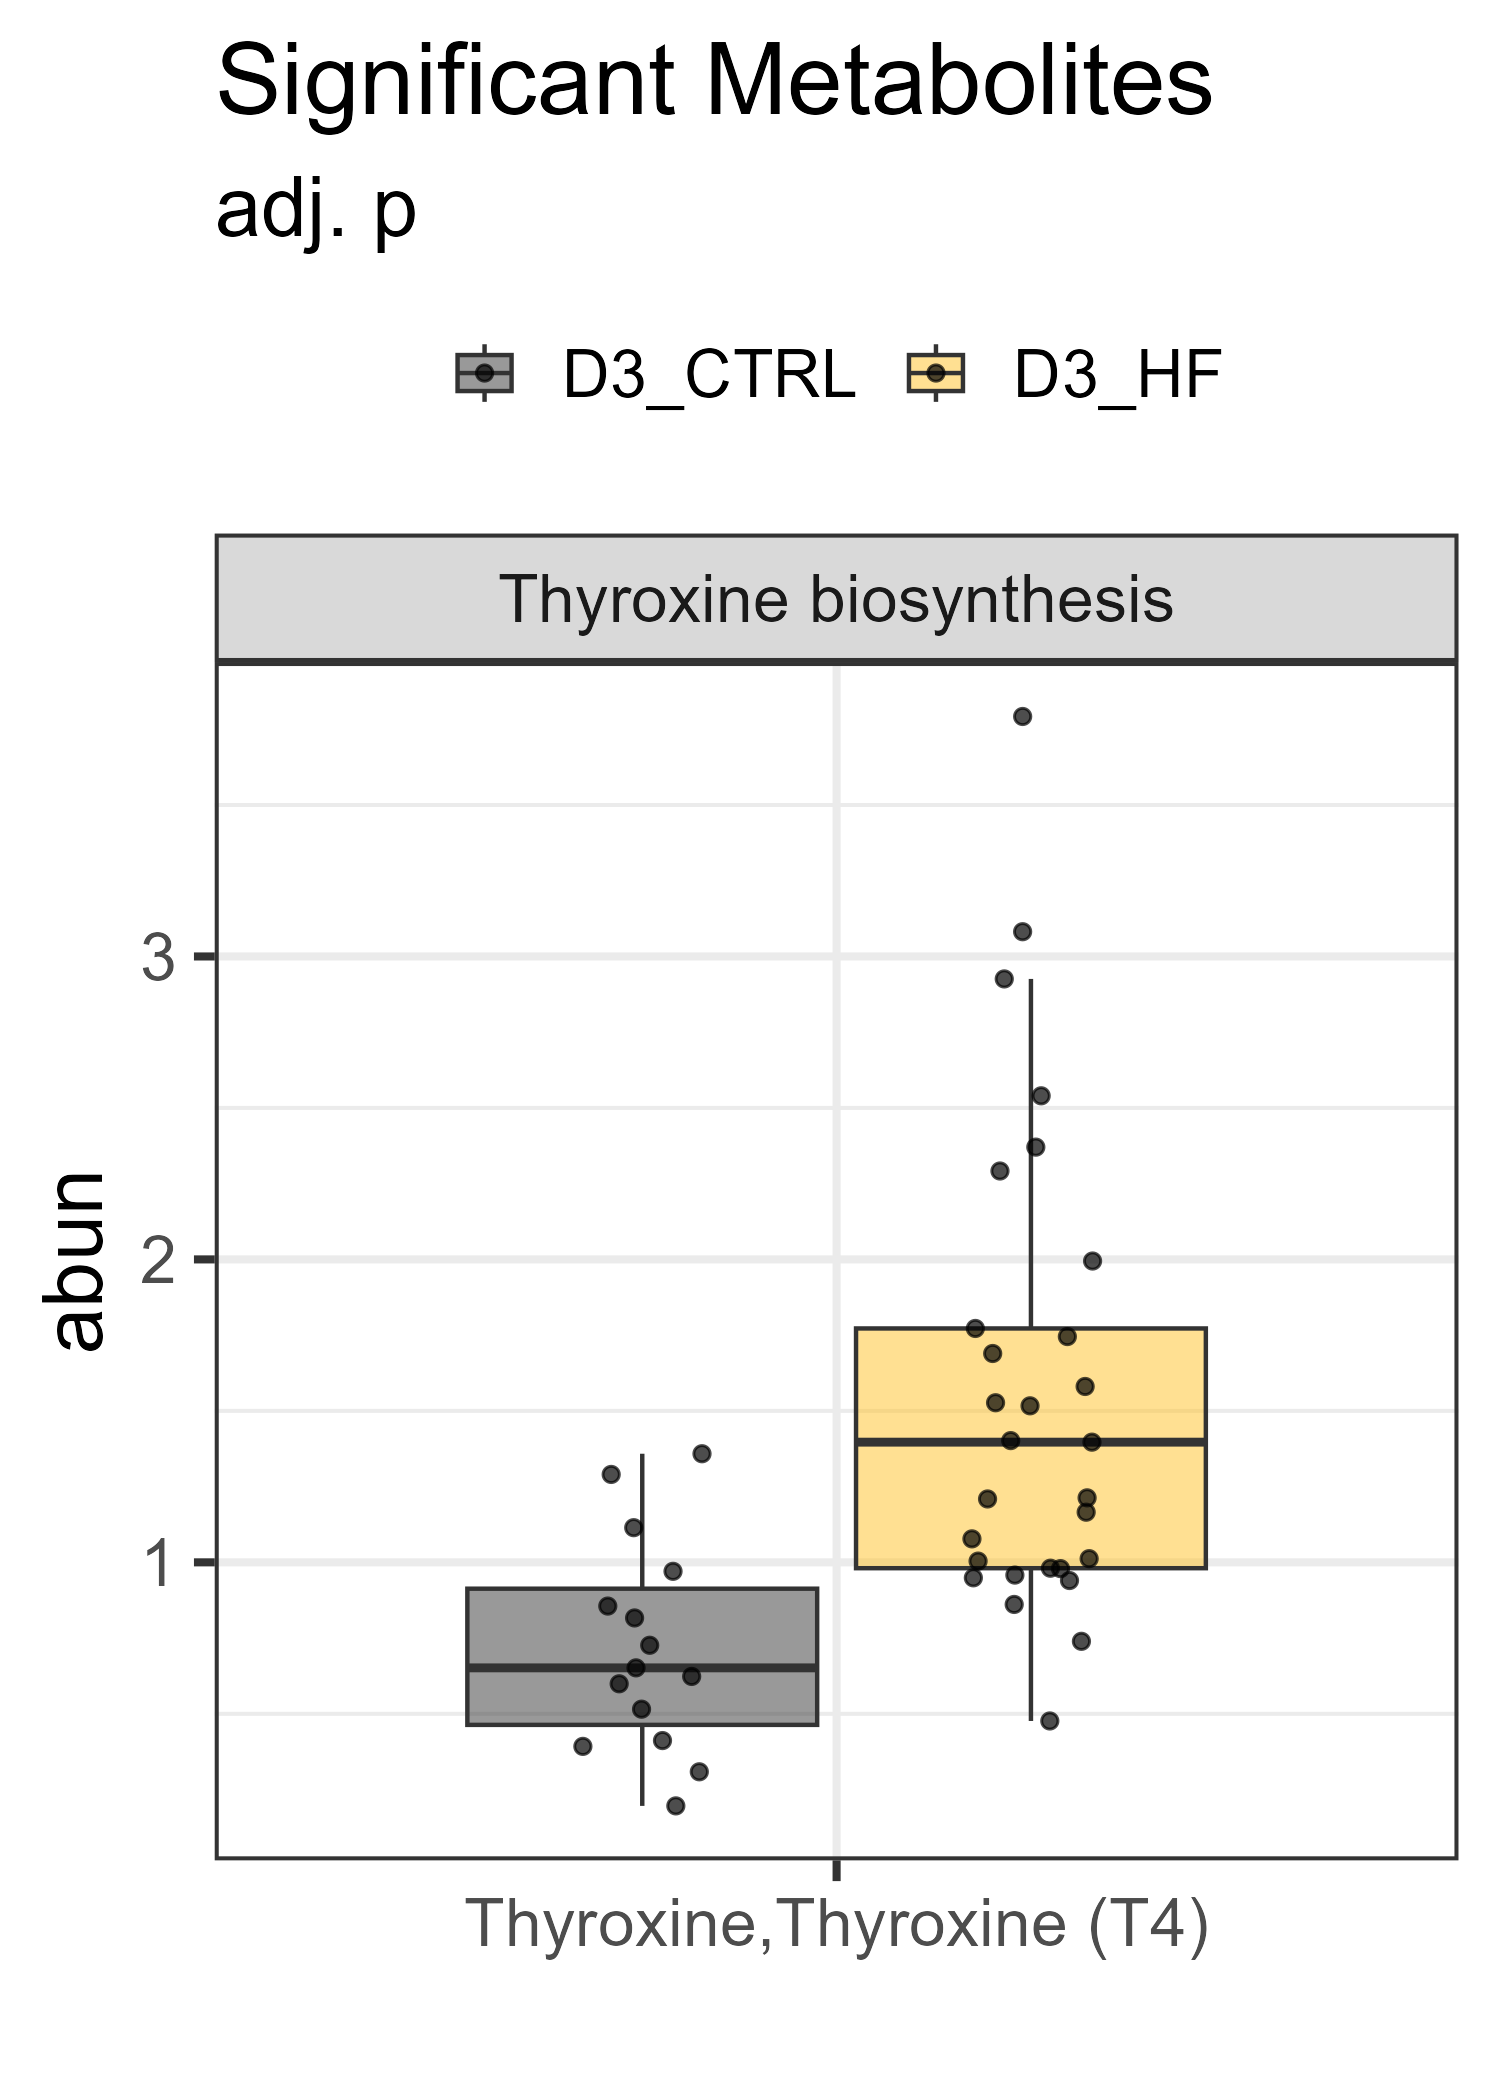 Significant Metabolites
adj. p
D3_CTRL D3_HF
Thyroxine biosynthesis
3
2
1
abun
Thyroxine,Thyroxine (T4)